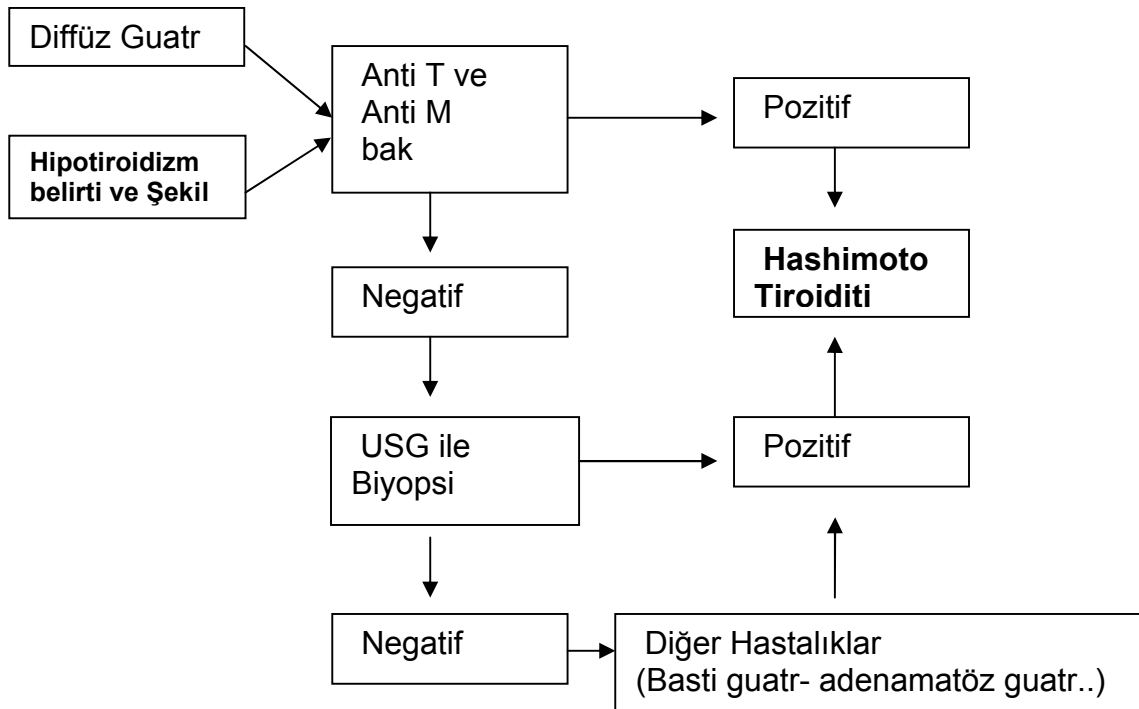 Diffüz Guatr
Hipotiroidizm
belirti ve Şekil
Anti T ve
Anti M
bak
Pozitif
Hashimoto
Tiroiditi
Negatif
USG ile
Biyopsi
Pozitif
Negatif
Diğer Hastalıklar
(Basti guatr- adenamatöz guatr..)